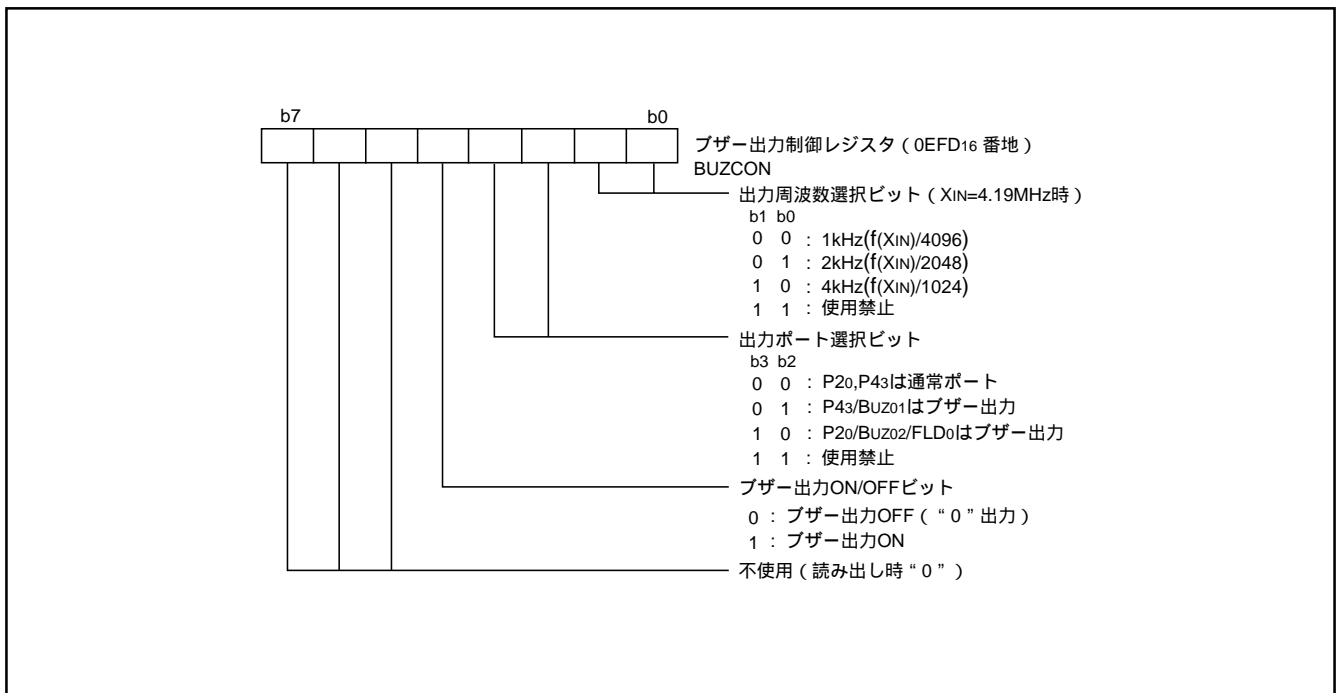 b7 b0
ブザー出力制御レジスタ（0EFD16 番地）
BUZCON
出力周波数選択ビット（XIN=4.19MHz時）
b1 b0
0 0 : 1kHz(f(XIN)/4096)
0 1 : 2kHz(f(XIN)/2048)
1 0 : 4kHz(f(XIN)/1024)
1 1 : 使用禁止
出力ポート選択ビット
b3 b2
0 0 : P20,P43は通常ポート
0 1 : P43/BUZ01はブザー出力
1 0 : P20/BUZ02/FLD0はブザー出力
1 1 : 使用禁止
ブザー出力ON/OFFビット
0 : ブザー出力OFF（“0”出力）
1 : ブザー出力ON
不使用（読み出し時“0”）